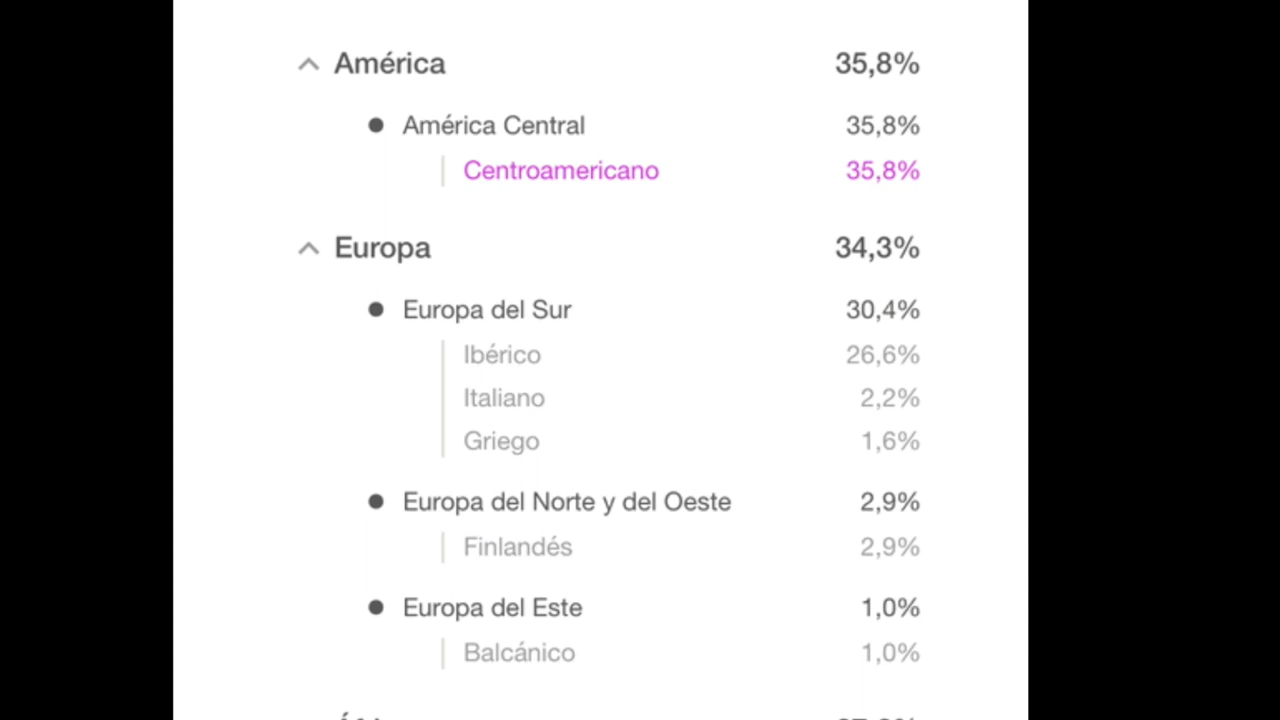 América 35,8%
América Central 35,8%
Centroamericano 35,8%
Europa 34,3%
Europa del Sur 30,4%
Ibérico 26,6%
Italiano 2,2%
Griego 1,6%
Europa del Norte y del Oeste 2,9%
Finlandés 2,9%
Europa del Este 1,0%
Balcánico 1,0%